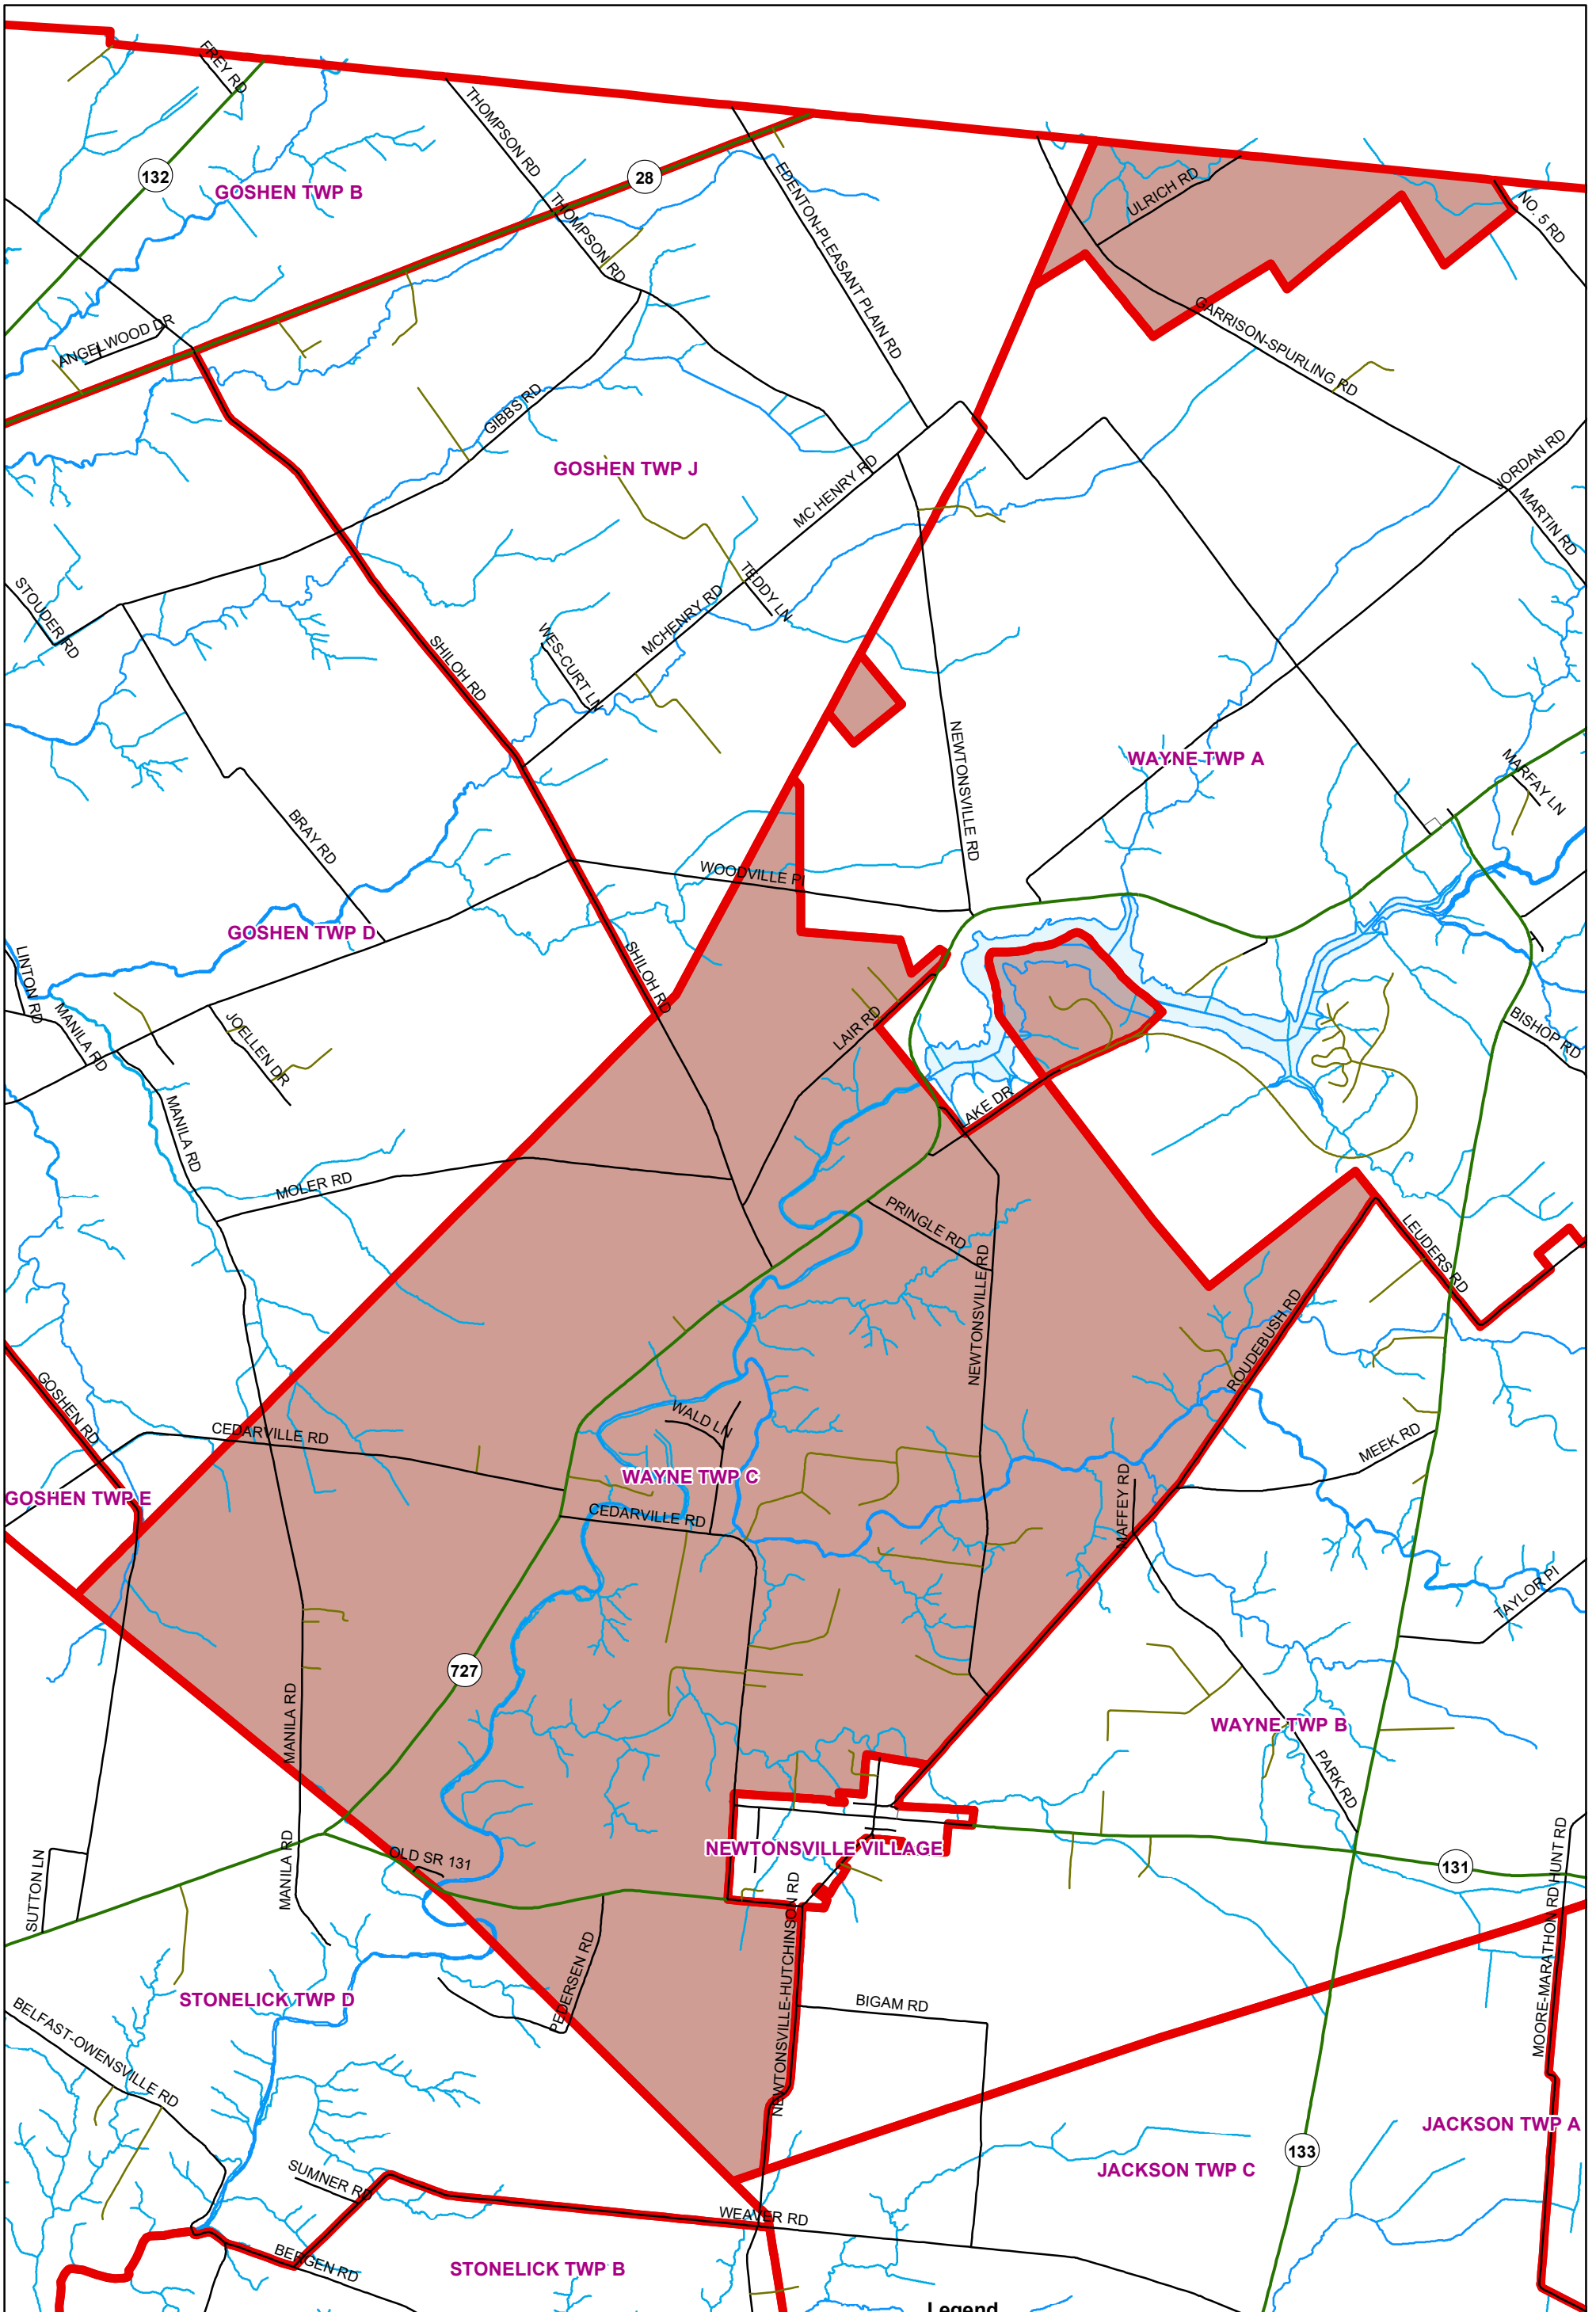 FREY RD
132
GOSHEN TWP B
THOMPSON RD
28
THOMPSON RD
EDENTON-PLEASANT PLAIN RD
ULRICH RD
NO. 5 RD
ANGELWOOD DR
GARRISON-SPURLING RD
GIBBS RD
GOSHEN TWP J
MC HENRY RD
JORDAN RD
MARTIN RD
STOUDER RD
TEDDY LN
MCHENRY RD
WES-CURT LN
SHILOH RD
NEWTONSVILLE RD
WAYNE TWP A
MARFAY LN
BRAY RD
WOODVILLE PI
GOSHEN TWP D
LINTON RD
SHILOH RD
MANILA RD
JOELLEN DR
LAIR RD
BISHOP RD
LAKE DR
MANILA RD
MOLER RD
PRINGLE RD
LEUDERS RD
NEWTONSVILLE RD
ROUDEBUSH RD
GOSHEN RD
CEDARVILLE RD
WALD LN
MEEK RD
WAYNE TWP C
GOSHEN TWP E
CEDARVILLE RD
MAFFEY RD
TAYLOR PI
727
MANILA RD
WAYNE TWP B
PARK RD
NEWTONSVILLE VILLAGE
OLD SR 131
131
MANILA RD
SUTTON LN
HUNT RD
NEWTONSVILLE-HUTCHINSON RD
PEDERSEN RD
MOORE-MARATHON RD
STONELICK TWP D
BIGAM RD
BELFAST-OWENSVILLE RD
JACKSON TWP A
133
JACKSON TWP C
SUMNER RD
WEAVER RD
BERGEN RD
STONELICK TWP B
Legend